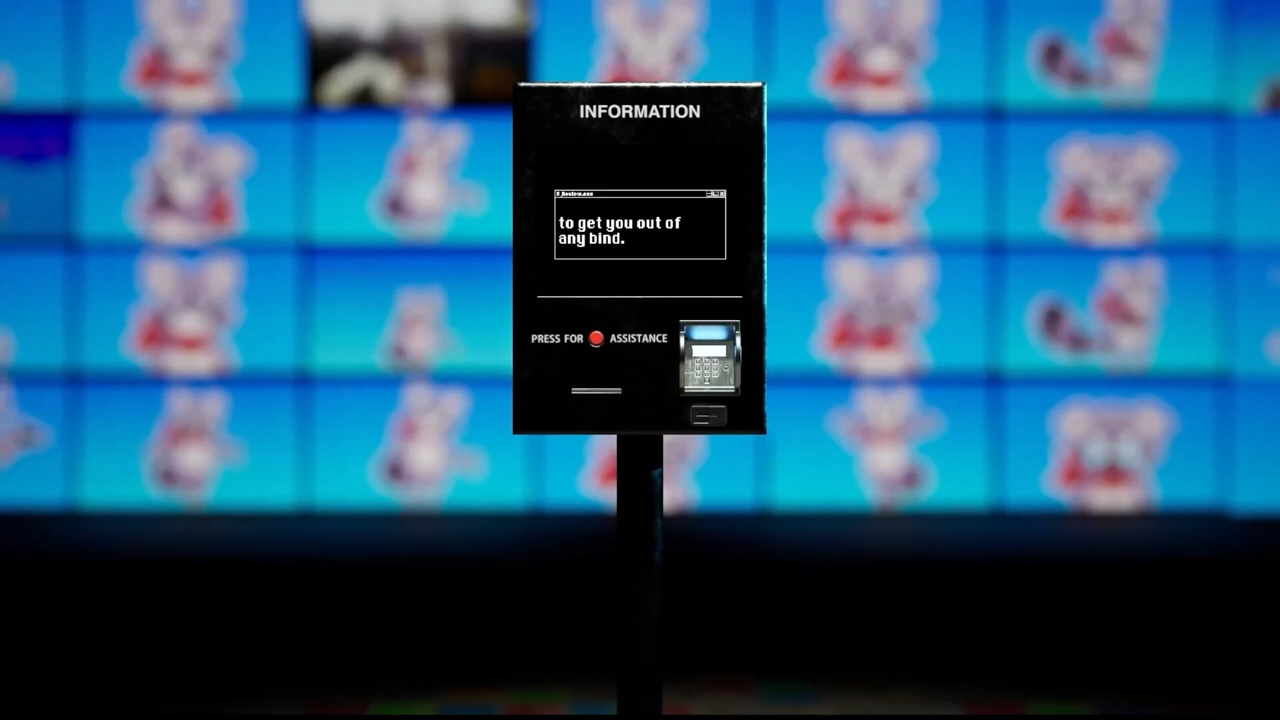 INFORMATION
to get you out of
any bind.
PRESS FOR ASSISTANCE